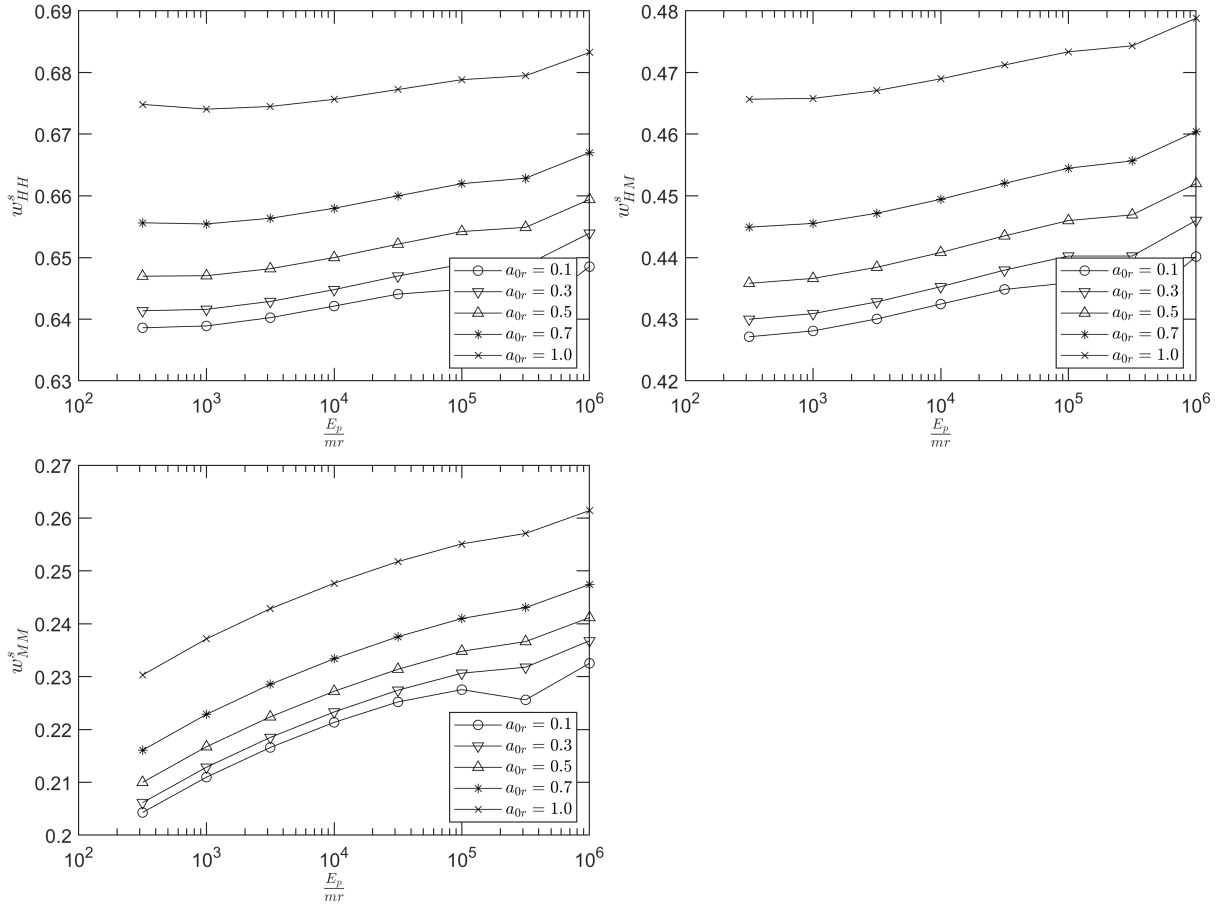 0.69
0.68
0.67
0.66
0.65
0.64
0.63
w^s_{HH}
a_{0r} = 0.1
a_{0r} = 0.3
a_{0r} = 0.5
a_{0r} = 0.7
a_{0r} = 1.0
10^2 10^3 10^4 10^5 10^6
E_p
mr
0.48
0.47
0.46
0.45
0.44
0.43
0.42
w^s_{HM}
a_{0r} = 0.1
a_{0r} = 0.3
a_{0r} = 0.5
a_{0r} = 0.7
a_{0r} = 1.0
10^2 10^3 10^4 10^5 10^6
E_p
mr
0.27
0.26
0.25
0.24
0.23
0.22
0.21
0.2
w^s_{MM}
a_{0r} = 0.1
a_{0r} = 0.3
a_{0r} = 0.5
a_{0r} = 0.7
a_{0r} = 1.0
10^2 10^3 10^4 10^5 10^6
E_p
mr